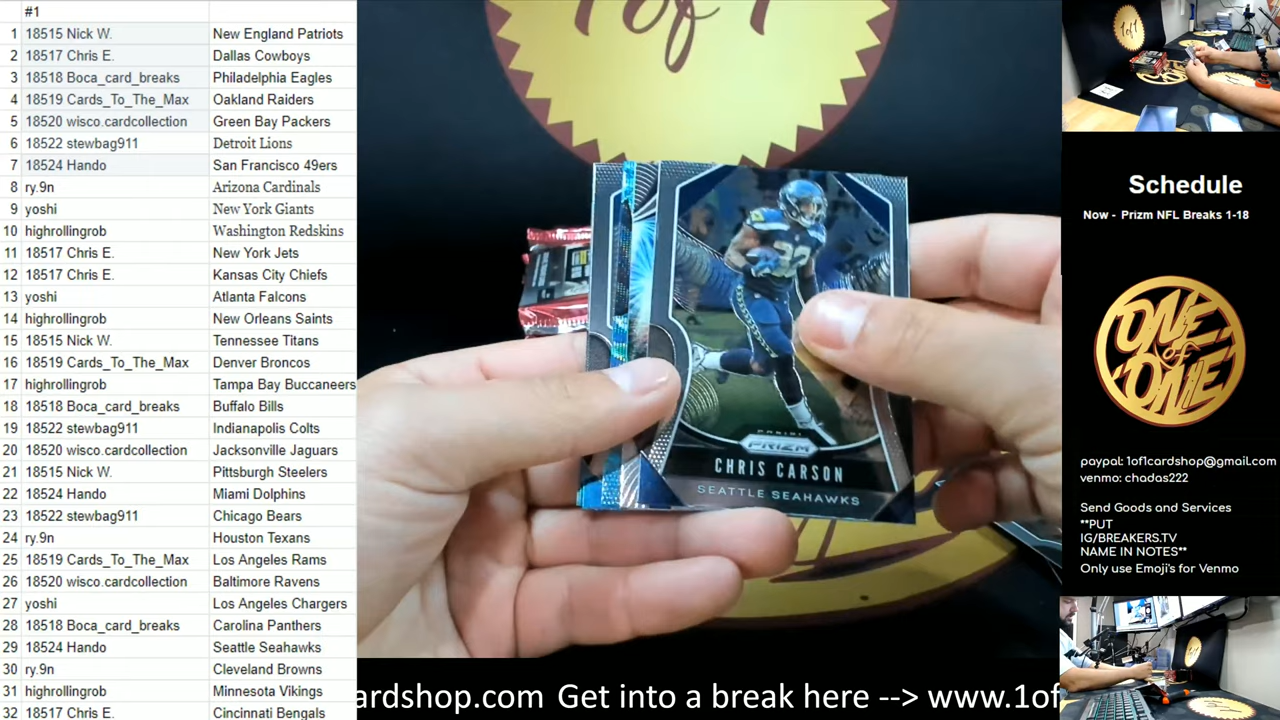 #1
1 18515 Nick W. New England Patriots
2 18517 Chris E. Dallas Cowboys
3 18518 Boca_card_breaks Philadelphia Eagles
4 18519 Cards_To_The_Max Oakland Raiders
5 18520 wisco.cardcollection Green Bay Packers
6 18522 stewbag911 Detroit Lions
7 18524 Hando San Francisco 49ers
8 ry.9n Arizona Cardinals
9 yoshi New York Giants
10 highrollingrob Washington Redskins
11 18517 Chris E. New York Jets
12 18517 Chris E. Kansas City Chiefs
13 yoshi Atlanta Falcons
14 highrollingrob New Orleans Saints
15 18515 Nick W. Tennessee Titans
16 18519 Cards_To_The_Max Denver Broncos
17 highrollingrob Tampa Bay Buccaneers
18 18518 Boca_card_breaks Buffalo Bills
19 18522 stewbag911 Indianapolis Colts
20 18520 wisco.cardcollection Jacksonville Jaguars
21 18515 Nick W. Pittsburgh Steelers
22 18524 Hando Miami Dolphins
23 18522 stewbag911 Chicago Bears
24 ry.9n Houston Texans
25 18519 Cards_To_The_Max Los Angeles Rams
26 18520 wisco.cardcollection Baltimore Ravens
27 yoshi Los Angeles Chargers
28 18518 Boca_card_breaks Carolina Panthers
29 18524 Hando Seattle Seahawks
30 ry.9n Cleveland Browns
31 highrollingrob Minnesota Vikings
32 18517 Chris E. Cincinnati Bengals
1 of 1
PANINI
PRIZM
CHRIS CARSON
SEATTLE SEAHAWKS
ardshop.com Get into a break here --> www.1of
1 of 1
Schedule
Now - Prizm NFL Breaks 1-18
ONE
of
ONE
paypal: 1of1cardshop@gmail.com
venmo: chadas222
Send Goods and Services
**PUT
IG/BREAKERS.TV
NAME IN NOTES**
Only use Emoji's for Venmo